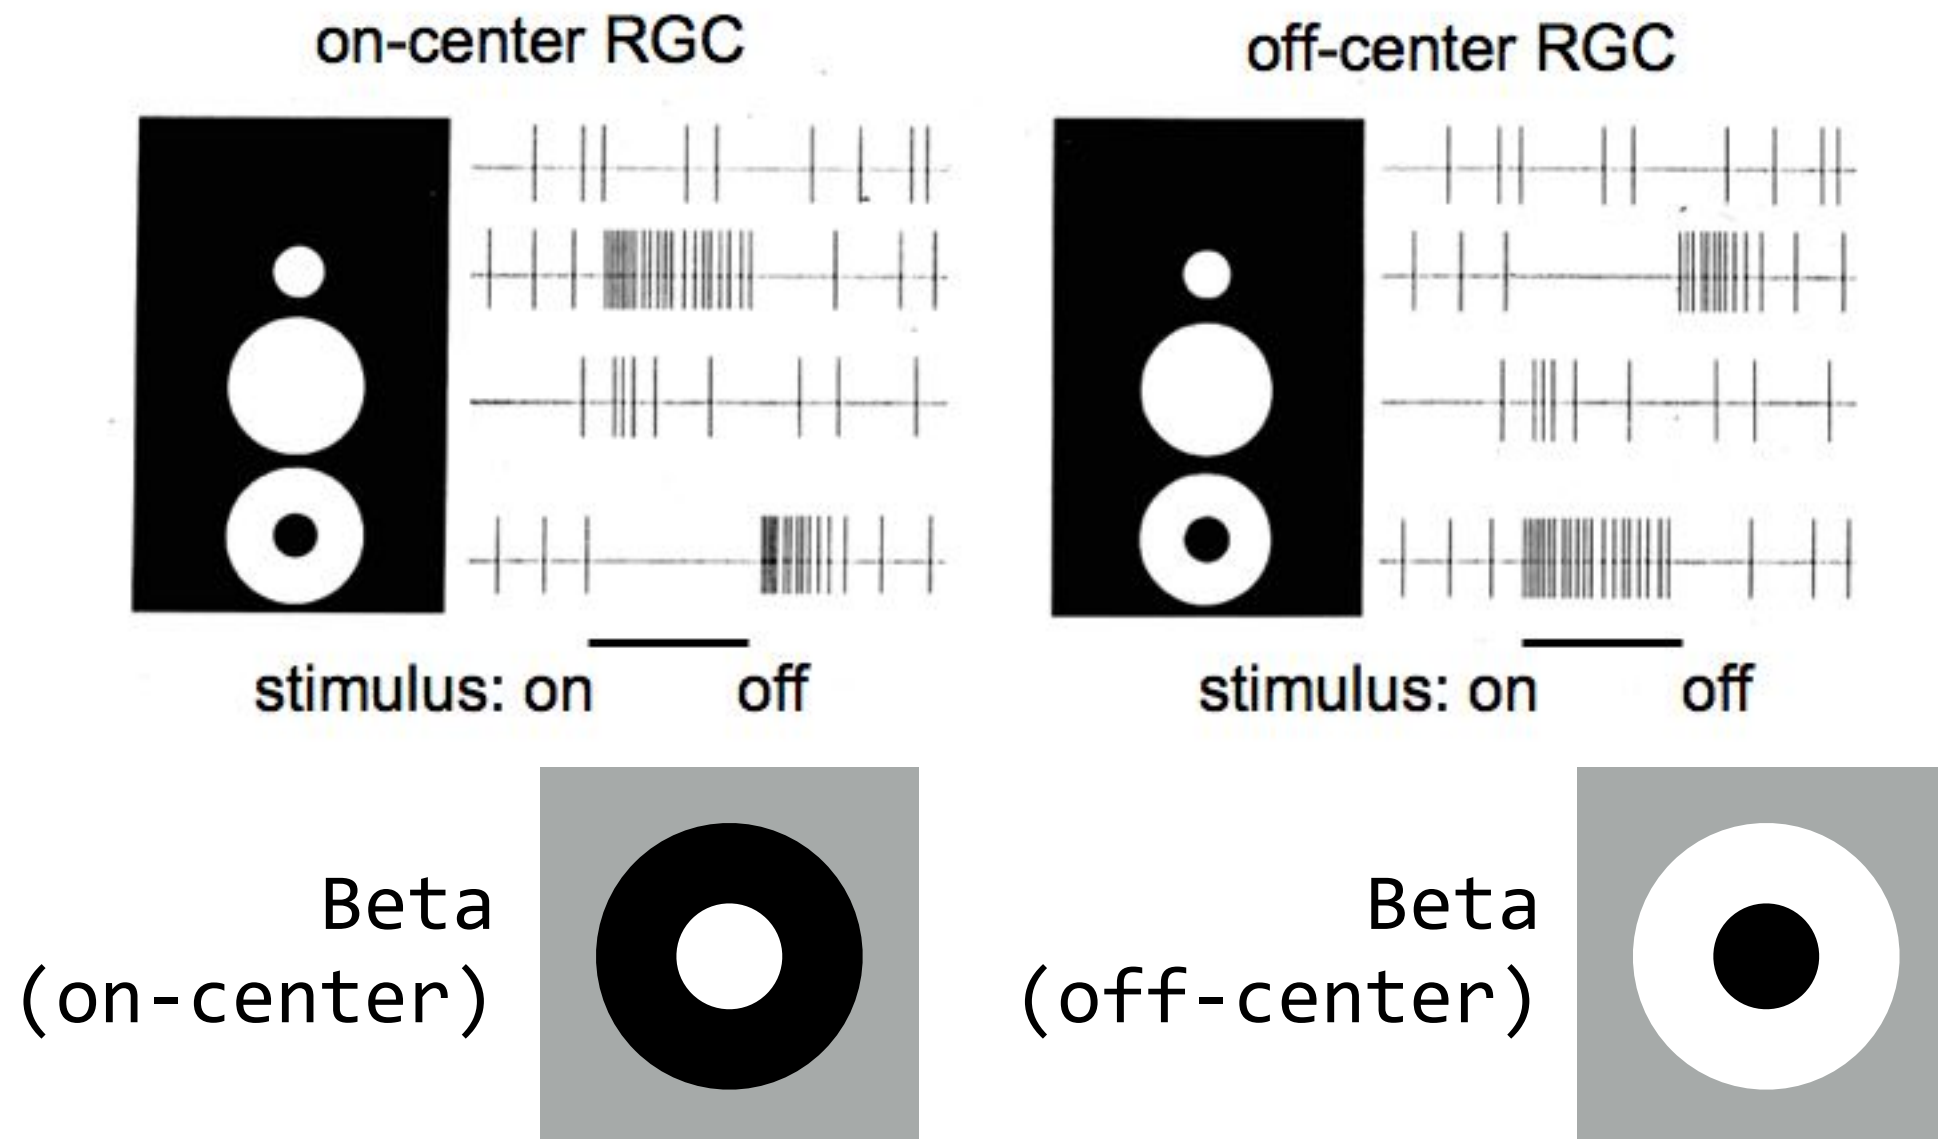 on-center RGC
off-center RGC
stimulus: on off
stimulus: on off
Beta
(on-center)
Beta
(off-center)